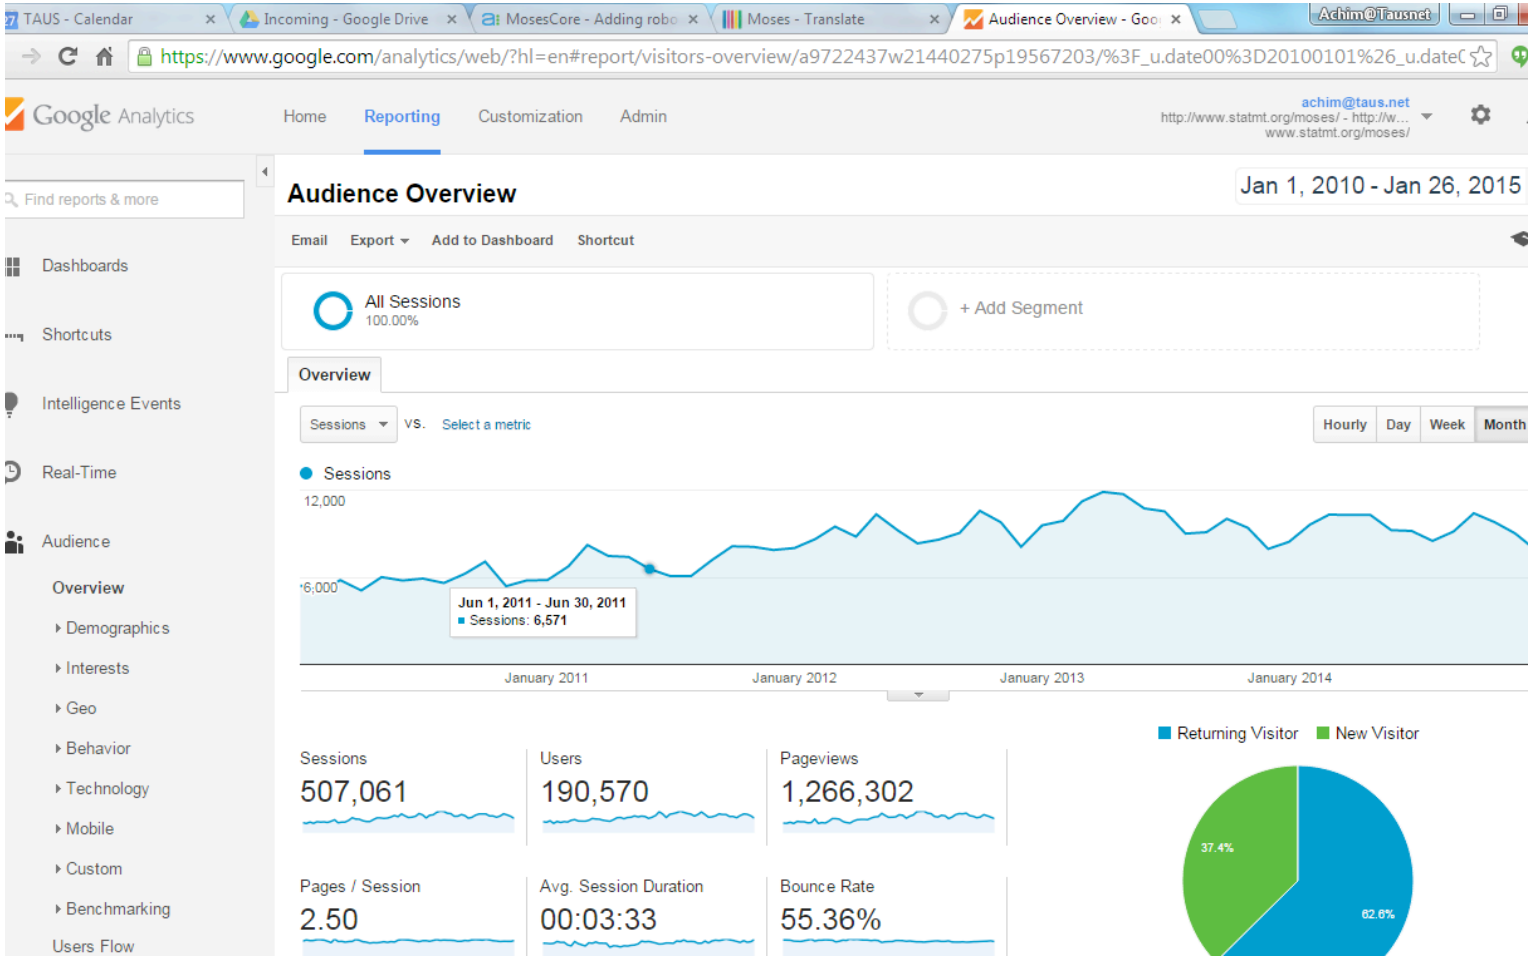 27 TAUS - Calendar
Incoming - Google Drive
a: MosesCore - Adding robo
Moses - Translate
Audience Overview - Goo
Achim@Tausnet
https://www.google.com/analytics/web/?hl=en#report/visitors-overview/a9722437w21440275p19567203/%3F_u.date00%3D20100101%26_u.date0
Google Analytics
Home Reporting Customization Admin
achim@taus.net
http://www.statmt.org/moses/ - http://w...
www.statmt.org/moses/
Find reports & more
Dashboards
Shortcuts
Intelligence Events
Real-Time
Audience
Overview
Demographics
Interests
Geo
Behavior
Technology
Mobile
Custom
Benchmarking
Users Flow
Audience Overview
Jan 1, 2010 - Jan 26, 2015
Email Export Add to Dashboard Shortcut
All Sessions
100.00%
+ Add Segment
Overview
Sessions VS. Select a metric
Hourly Day Week Month
Sessions
12,000
6,000
Jun 1, 2011 - Jun 30, 2011
Sessions: 6,571
January 2011 January 2012 January 2013 January 2014
Sessions
507,061
Users
190,570
Pageviews
1,266,302
Pages / Session
2.50
Avg. Session Duration
00:03:33
Bounce Rate
55.36%
Returning Visitor New Visitor
37.4%
62.6%